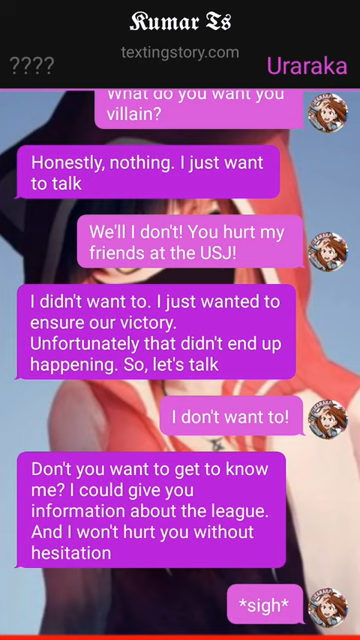 Kumar Ts
textingstory.com
????
Uraraka
What do you want you
villain?
Honestly, nothing. I just want
to talk
We'll I don't! You hurt my
friends at the USJ!
I didn't want to. I just wanted to
ensure our victory.
Unfortunately that didn't end up
happening. So, let's talk
I don't want to!
Don't you want to get to know
me? I could give you
information about the league.
And I won't hurt you without
hesitation
*sigh*